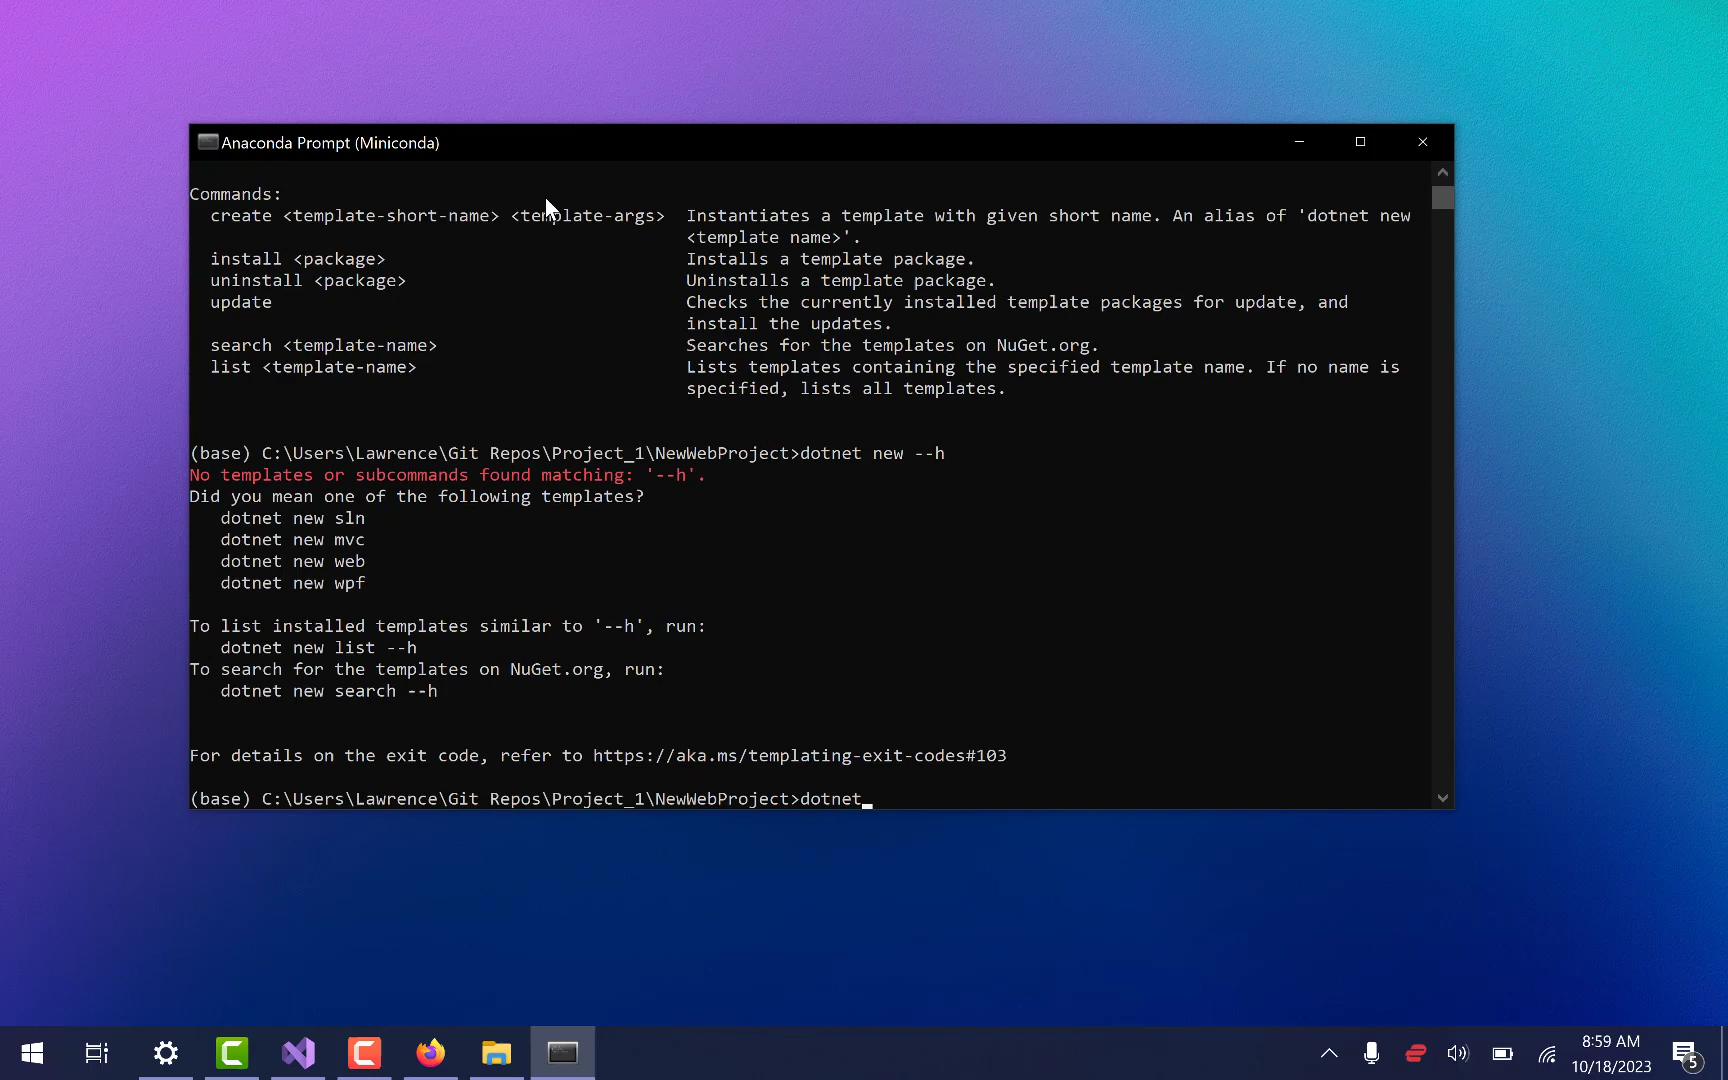 Anaconda Prompt (Miniconda)
Commands:
create <template-short-name> <template-args>  Instantiates a template with given short name. An alias of 'dotnet new
<template name>'.
install <package>  Installs a template package.
uninstall <package>  Uninstalls a template package.
update  Checks the currently installed template packages for update, and
install the updates.
search <template-name>  Searches for the templates on NuGet.org.
list <template-name>  Lists templates containing the specified template name. If no name is
specified, lists all templates.
(base) C:\Users\Lawrence\Git Repos\Project_1\NewWebProject>dotnet new --h
No templates or subcommands found matching: '--h'.
Did you mean one of the following templates?
dotnet new sln
dotnet new mvc
dotnet new web
dotnet new wpf
To list installed templates similar to '--h', run:
dotnet new list --h
To search for the templates on NuGet.org, run:
dotnet new search --h
For details on the exit code, refer to https://aka.ms/templating-exit-codes#103
(base) C:\Users\Lawrence\Git Repos\Project_1\NewWebProject>dotnet
8:59 AM
10/18/2023
5